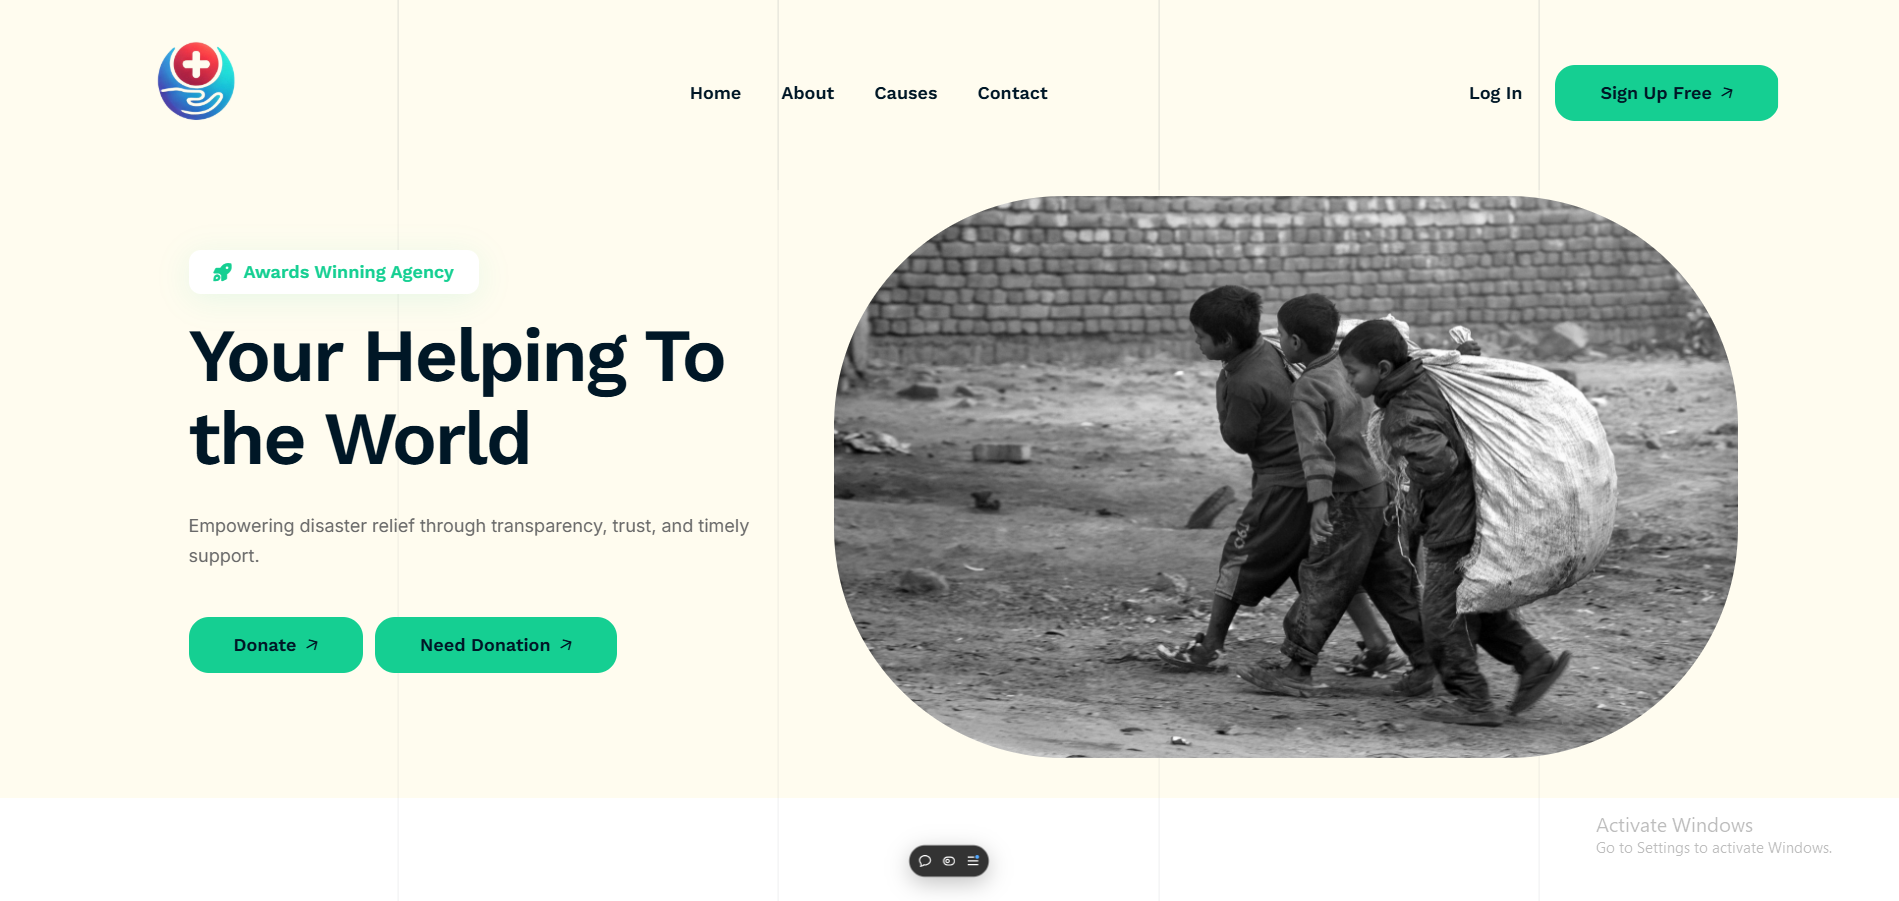 Home About Causes Contact Log In Sign Up Free
Awards Winning Agency
Your Helping To
the World
Empowering disaster relief through transparency, trust, and timely
support.
Donate Need Donation
Activate Windows
Go to Settings to activate Windows.